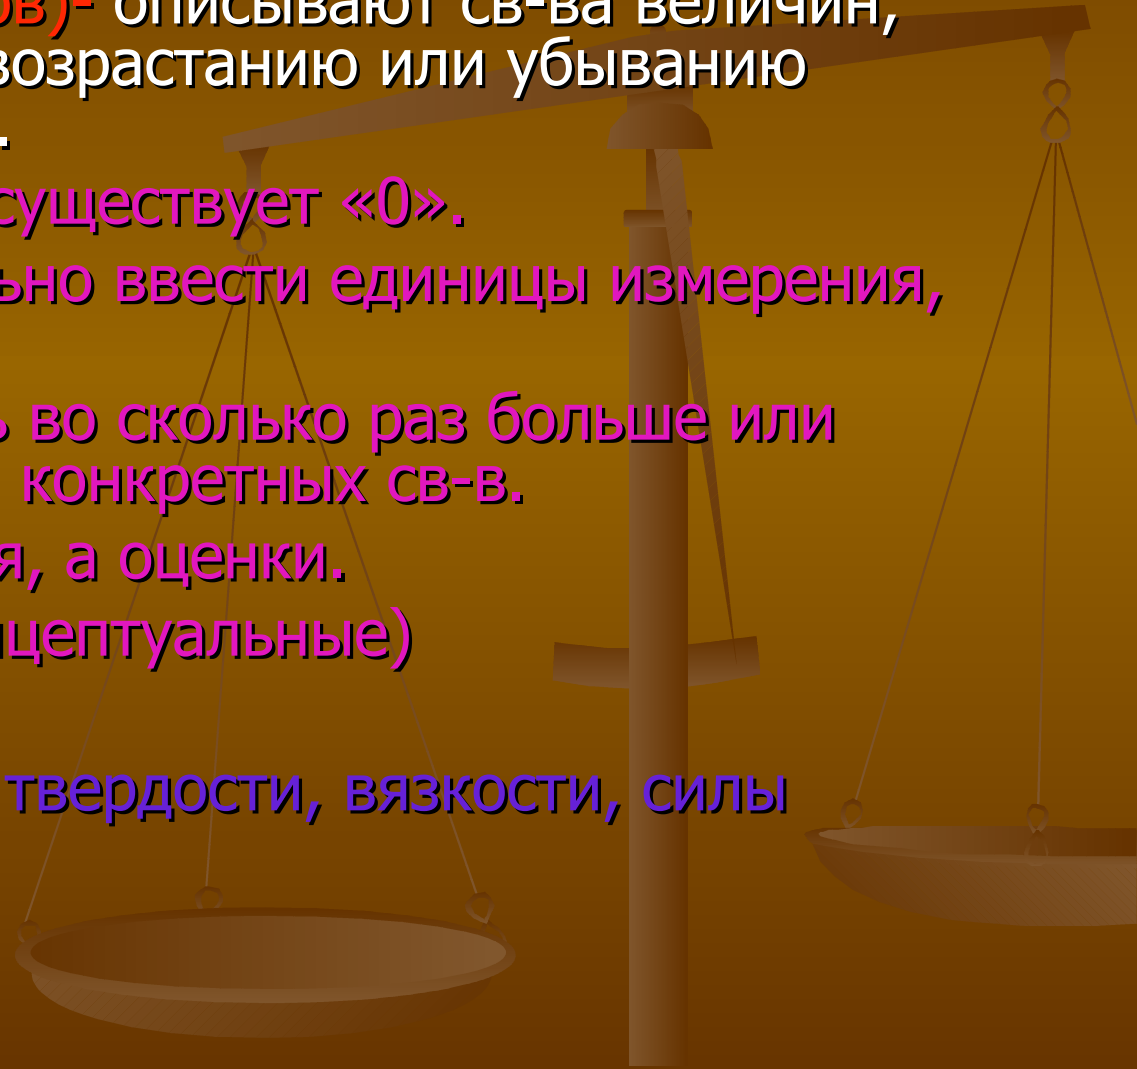 ов)- описывают св-ва величин,
возрастанию или убыванию
.
существует «0».
ьно ввести единицы измерения,
ь во сколько раз больше или
конкретных св-в.
я, а оценки.
цептуальные)
твердости, вязкости, силы